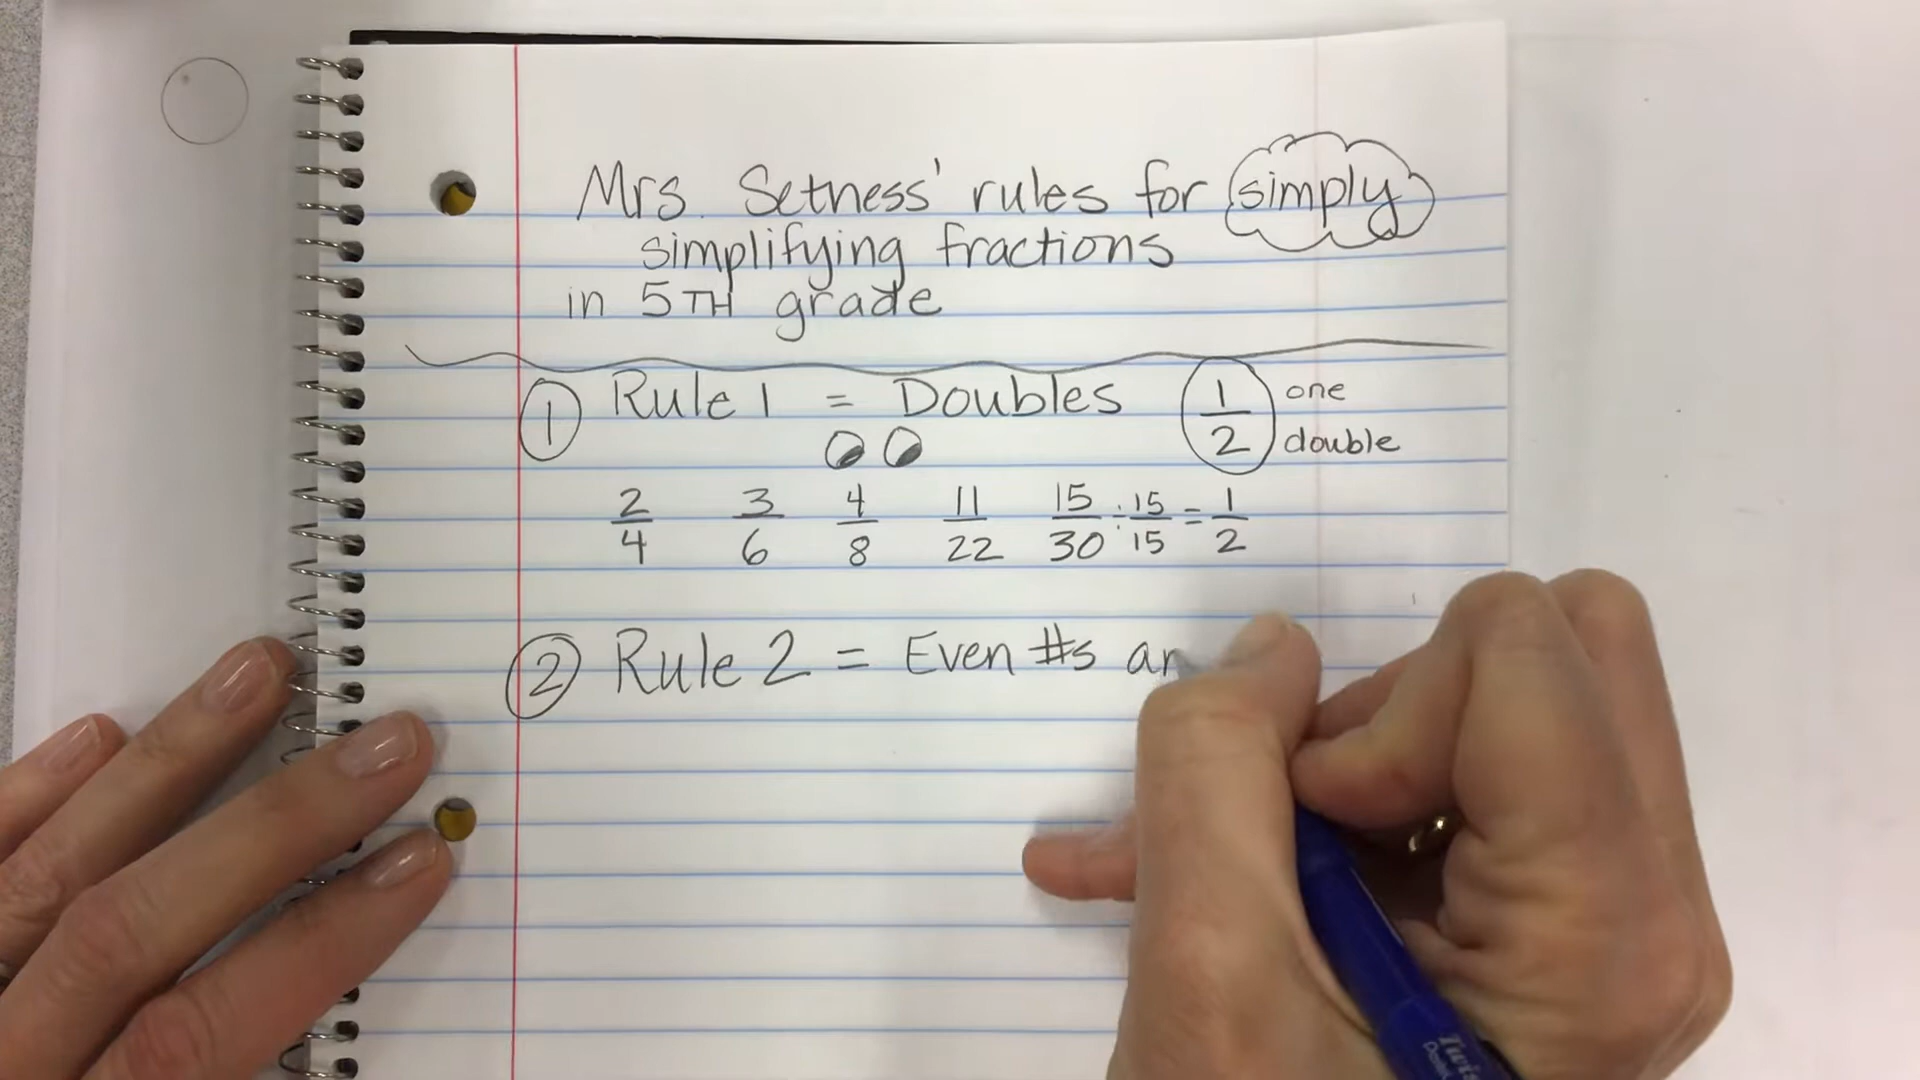 Mrs. Setness' rules for simply
simplifying fractions
in 5TH grade
1 Rule 1 = Doubles 1/2 one double
2/4 3/6 4/8 11/22 15/30 ÷ 15/15 = 1/2
2 Rule 2 = Even #s